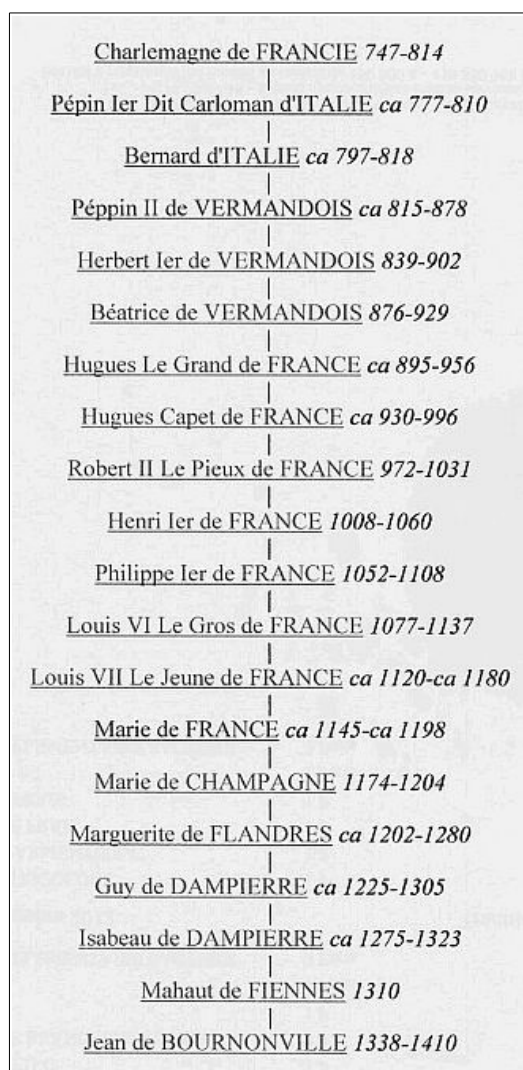 Charlemagne de FRANCIE 747-814
Pépin Ier Dit Carloman d'ITALIE ca 777-810
Bernard d'ITALIE ca 797-818
Péppin II de VERMANDOIS ca 815-878
Herbert Ier de VERMANDOIS 839-902
Béatrice de VERMANDOIS 876-929
Hugues Le Grand de FRANCE ca 895-956
Hugues Capet de FRANCE ca 930-996
Robert II Le Pieux de FRANCE 972-1031
Henri Ier de FRANCE 1008-1060
Philippe Ier de FRANCE 1052-1108
Louis VI Le Gros de FRANCE 1077-1137
Louis VII Le Jeune de FRANCE ca 1120-ca 1180
Marie de FRANCE ca 1145-ca 1198
Marie de CHAMPAGNE 1174-1204
Marguerite de FLANDRES ca 1202-1280
Guy de DAMPIERRE ca 1225-1305
Isabeau de DAMPIERRE ca 1275-1323
Mahaut de FIENNES 1310
Jean de BOURNONVILLE 1338-1410